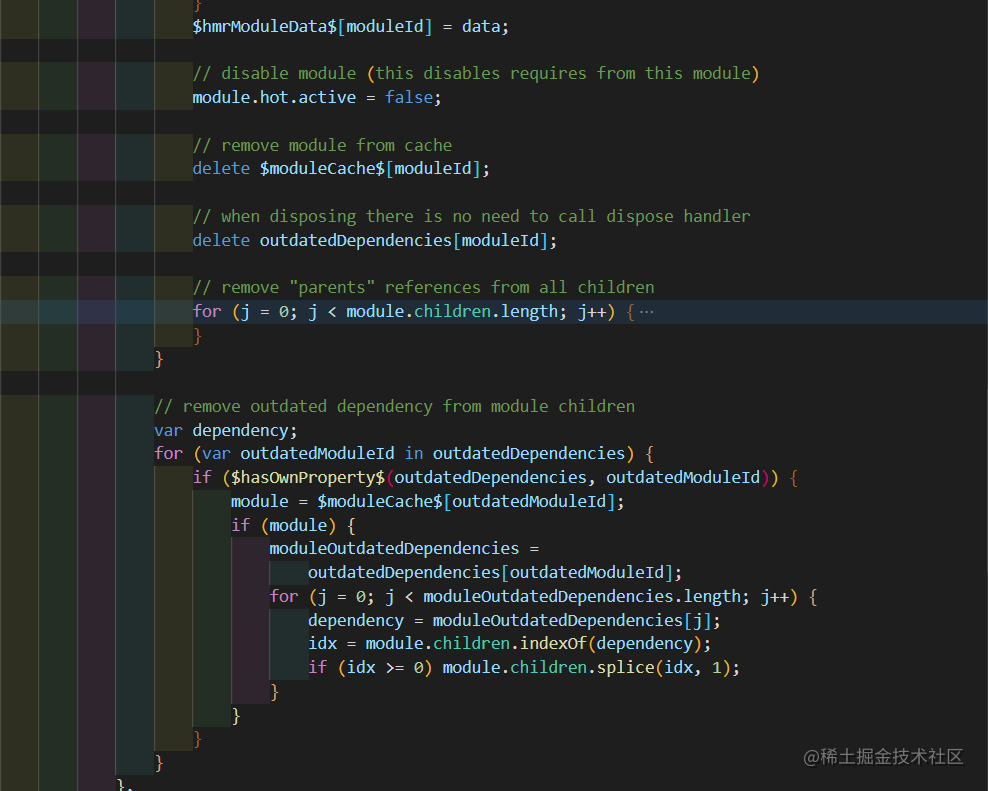 }
$hmrModuleData$[moduleId] = data;
// disable module (this disables requires from this module)
module.hot.active = false;
// remove module from cache
delete $moduleCache$[moduleId];
// when disposing there is no need to call dispose handler
delete outdatedDependencies[moduleId];
// remove "parents" references from all children
for (j = 0; j < module.children.length; j++) {···
}
}
// remove outdated dependency from module children
var dependency;
for (var outdatedModuleId in outdatedDependencies) {
if ($hasOwnProperty$(outdatedDependencies, outdatedModuleId)) {
module = $moduleCache$[outdatedModuleId];
if (module) {
moduleOutdatedDependencies =
outdatedDependencies[outdatedModuleId];
for (j = 0; j < moduleOutdatedDependencies.length; j++) {
dependency = moduleOutdatedDependencies[j];
idx = module.children.indexOf(dependency);
if (idx >= 0) module.children.splice(idx, 1);
}
}
}
}
},
@稀土掘金技术社区